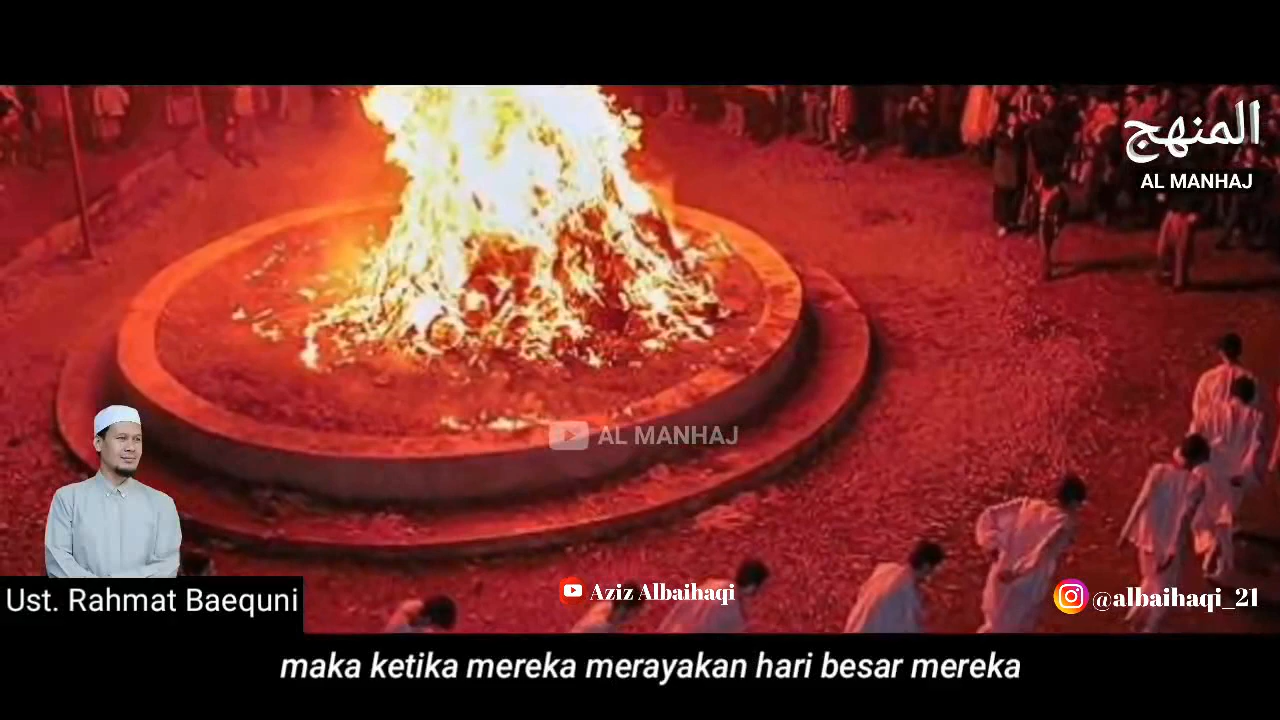 المنهج
AL MANHAJ
AL MANHAJ
Ust. Rahmat Baequni
Aziz Albaihaqi
@albaihaqi_21
maka ketika mereka merayakan hari besar mereka